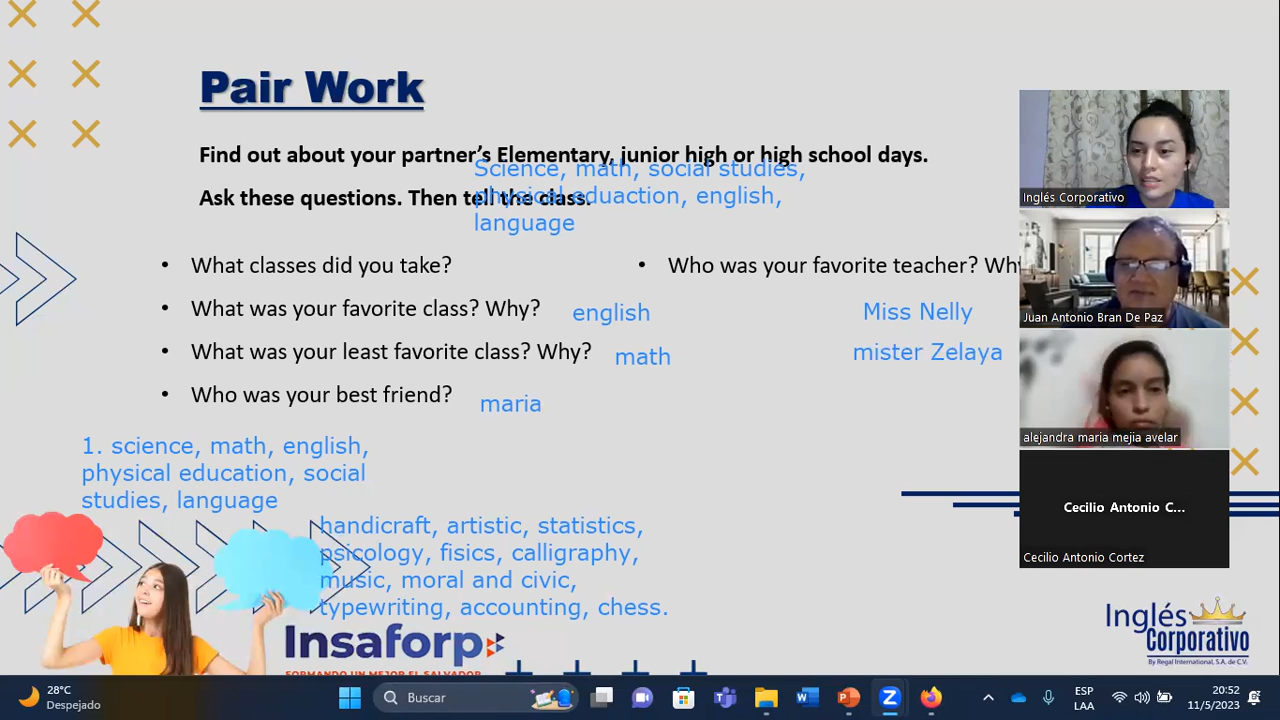 Pair Work
Find out about your partner's Elementary, junior high or high school days.
Ask these questions. Then tell the class.
Science, math, social studies,
physical eduaction, english,
language
• What classes did you take?
• What was your favorite class? Why?
english
• What was your least favorite class? Why?
math
• Who was your best friend?
maria
• Who was your favorite teacher? Why
Miss Nelly
mister Zelaya
1. science, math, english,
physical education, social
studies, language
handicraft, artistic, statistics,
psicology, fisics, calligraphy,
music, moral and civic,
typewriting, accounting, chess.
Insaforp
FORMANDO UN MEJOR EL SALVADOR
Inglés Corporativo
Juan Antonio Bran De Paz
alejandra maria mejia avelar
Cecilio Antonio C...
Cecilio Antonio Cortez
Inglés
Corporativo
By Regal International, S.A. de C.V.
28°C
Despejado
Buscar
ESP
LAA
20:52
11/5/2023